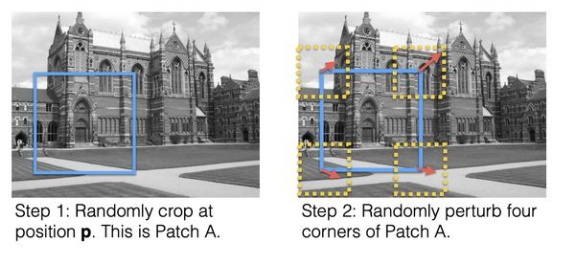 Step 1: Randomly crop at
position p. This is Patch A.
Step 2: Randomly perturb four
corners of Patch A.